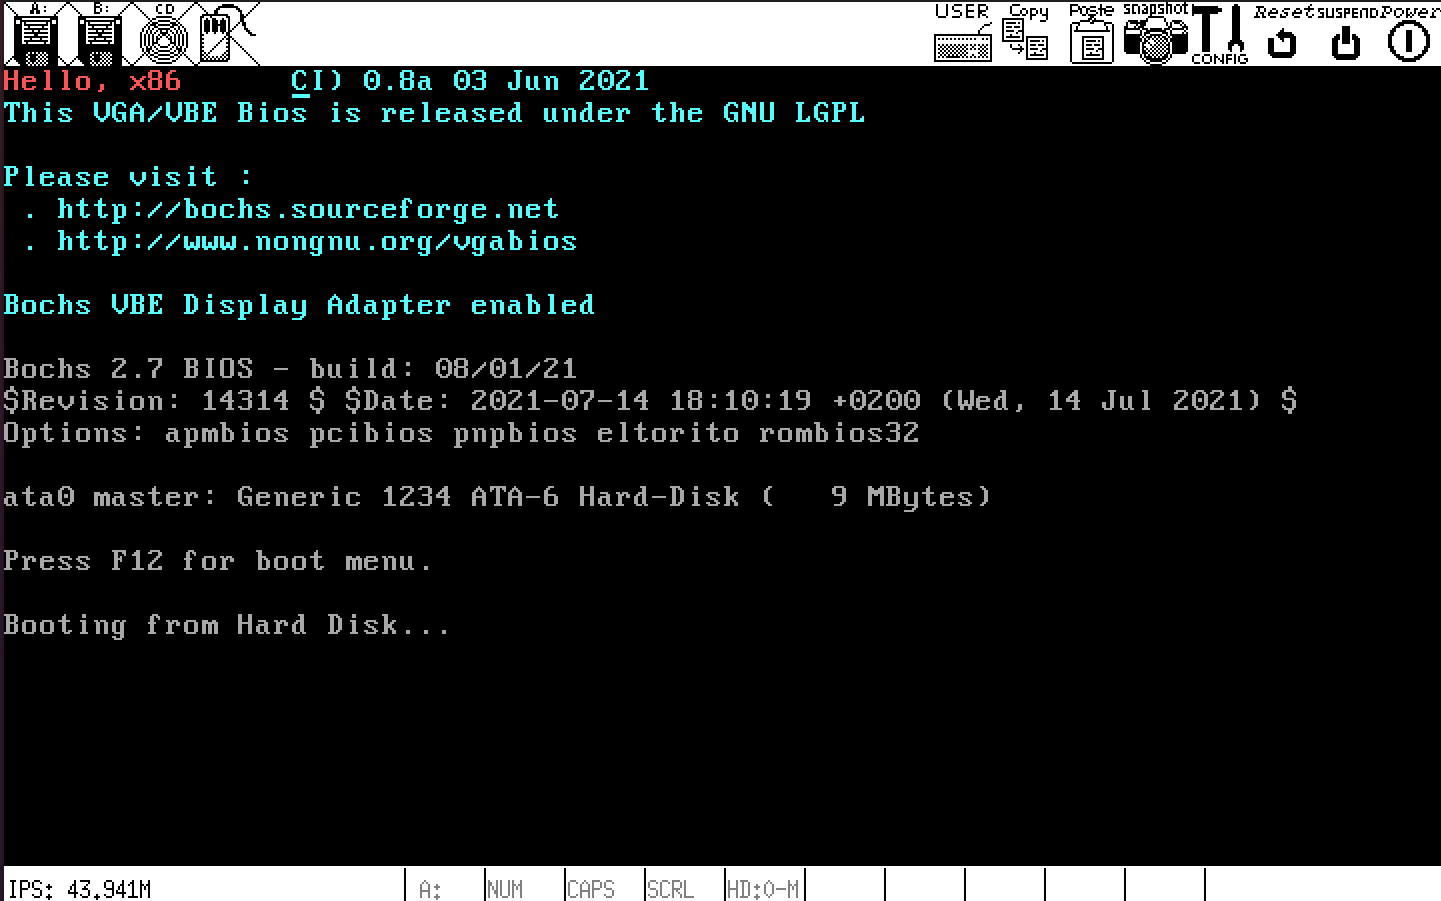 A: B: CD USER Copy Paste snapshot CONFIG Reset SUSPEND Power
Hello, x86      CI) 0.8a 03 Jun 2021
This VGA/VBE Bios is released under the GNU LGPL
Please visit :
 . http://bochs.sourceforge.net
 . http://www.nongnu.org/vgabios
Bochs VBE Display Adapter enabled
Bochs 2.7 BIOS - build: 08/01/21
$Revision: 14314 $ $Date: 2021-07-14 18:10:19 +0200 (Wed, 14 Jul 2021) $
Options: apmbios pcibios pnpbios eltorito rombios32
ata0 master: Generic 1234 ATA-6 Hard-Disk (   9 MBytes)
Press F12 for boot menu.
Booting from Hard Disk...
IPS: 43.941M A: NUM CAPS SCRL HD:0-M